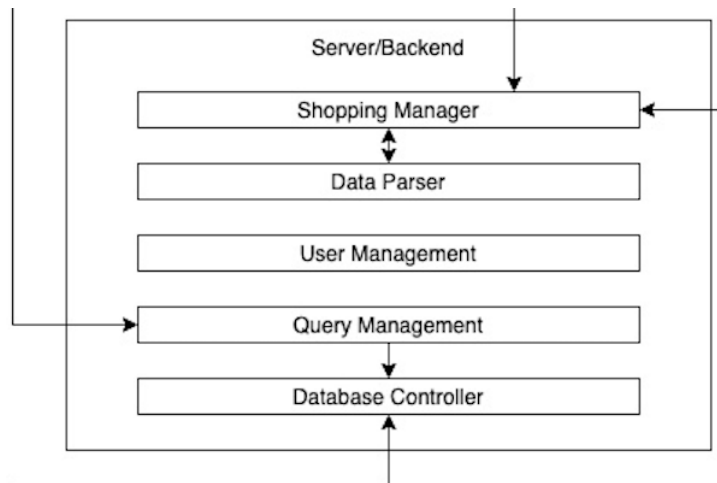 Server/Backend
Shopping Manager
Data Parser
User Management
Query Management
Database Controller